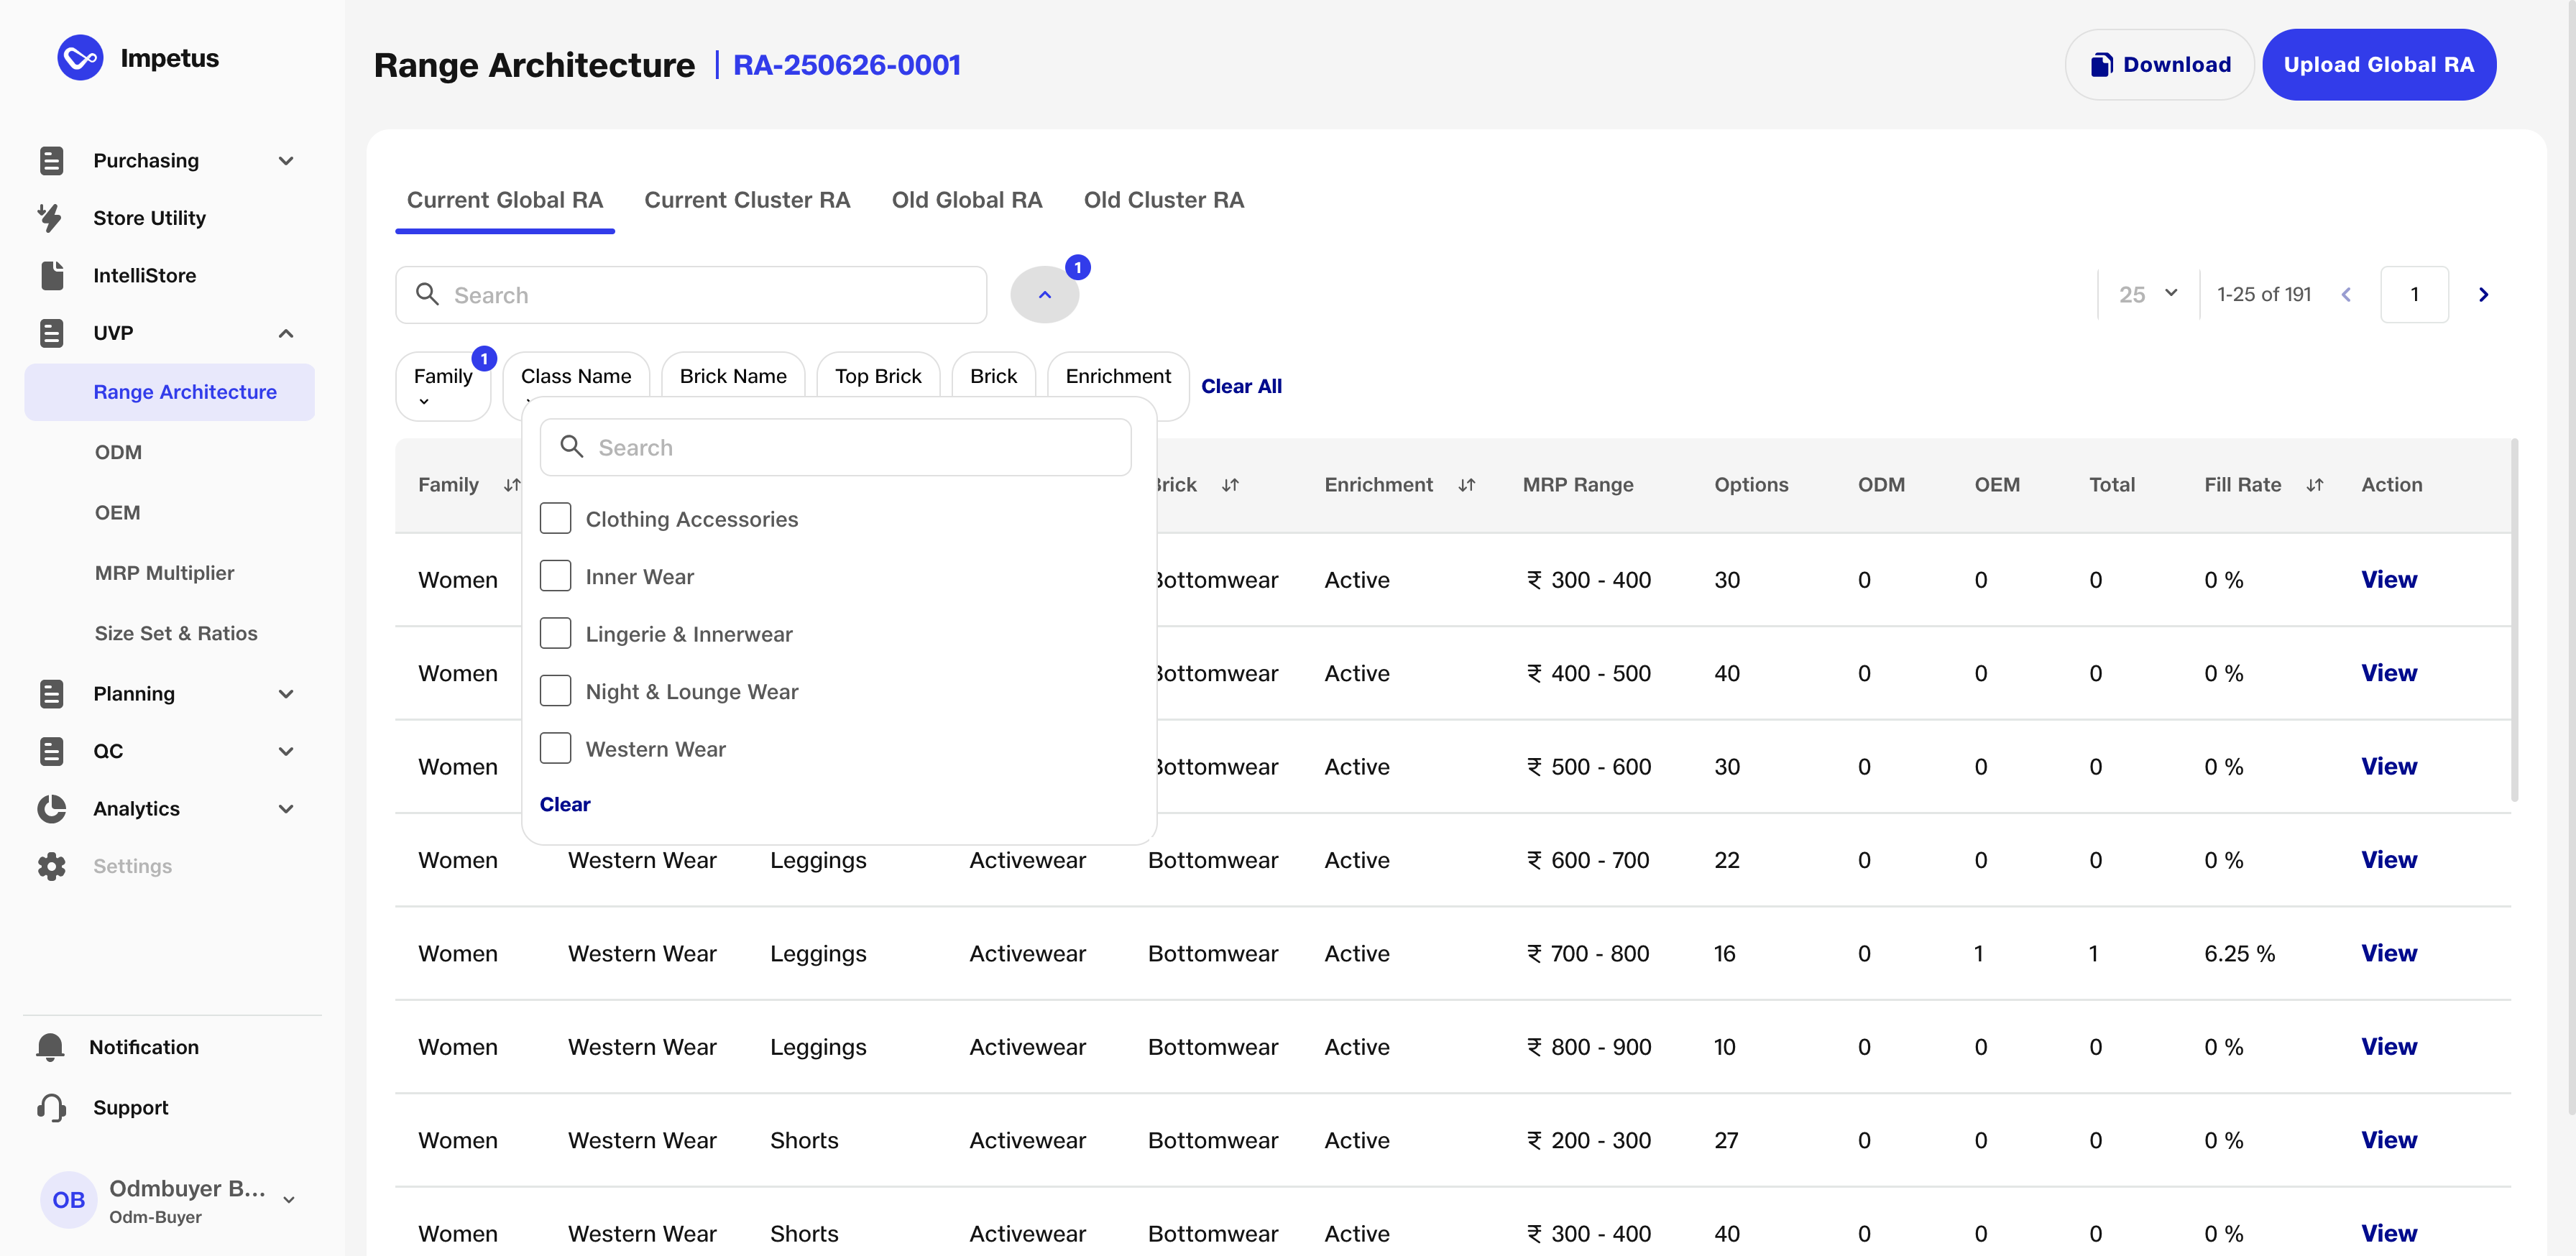 Impetus
Range Architecture | RA-250626-0001
Download
Upload Global RA
Purchasing
Store Utility
IntelliStore
UVP
Range Architecture
ODM
OEM
MRP Multiplier
Size Set & Ratios
Planning
QC
Analytics
Settings
Notification
Support
OB
Odmbuyer B...
Odm-Buyer
Current Global RA Current Cluster RA Old Global RA Old Cluster RA
Search
1
25 1-25 of 191 1
Family 1 Class Name Brick Name Top Brick Brick Enrichment Clear All
Search
Clothing Accessories
Inner Wear
Lingerie & Innerwear
Night & Lounge Wear
Western Wear
Clear
Family Brick Enrichment MRP Range Options ODM OEM Total Fill Rate Action
Women Bottomwear Active ₹ 300 - 400 30 0 0 0 0 % View
Women Bottomwear Active ₹ 400 - 500 40 0 0 0 0 % View
Women Bottomwear Active ₹ 500 - 600 30 0 0 0 0 % View
Women Western Wear Leggings Activewear Bottomwear Active ₹ 600 - 700 22 0 0 0 0 % View
Women Western Wear Leggings Activewear Bottomwear Active ₹ 700 - 800 16 0 1 1 6.25 % View
Women Western Wear Leggings Activewear Bottomwear Active ₹ 800 - 900 10 0 0 0 0 % View
Women Western Wear Shorts Activewear Bottomwear Active ₹ 200 - 300 27 0 0 0 0 % View
Women Western Wear Shorts Activewear Bottomwear Active ₹ 300 - 400 40 0 0 0 0 % View